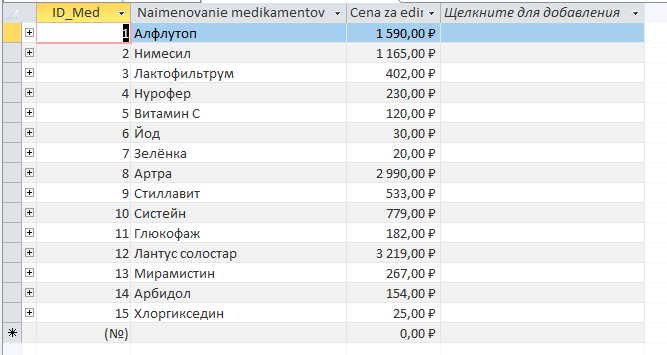 ID_Med Naimenovanie medikamentov Cena za edin Щелкните для добавления
1 Алфлутоп 1 590,00 ₽
2 Нимесил 1 165,00 ₽
3 Лактофильтрум 402,00 ₽
4 Нурофер 230,00 ₽
5 Витамин С 120,00 ₽
6 Йод 30,00 ₽
7 Зелёнка 20,00 ₽
8 Артра 2 990,00 ₽
9 Стиллавит 533,00 ₽
10 Систейн 779,00 ₽
11 Глюкофаж 182,00 ₽
12 Лантус солостар 3 219,00 ₽
13 Мирамистин 267,00 ₽
14 Арбидол 154,00 ₽
15 Хлоргикседин 25,00 ₽
(№) 0,00 ₽